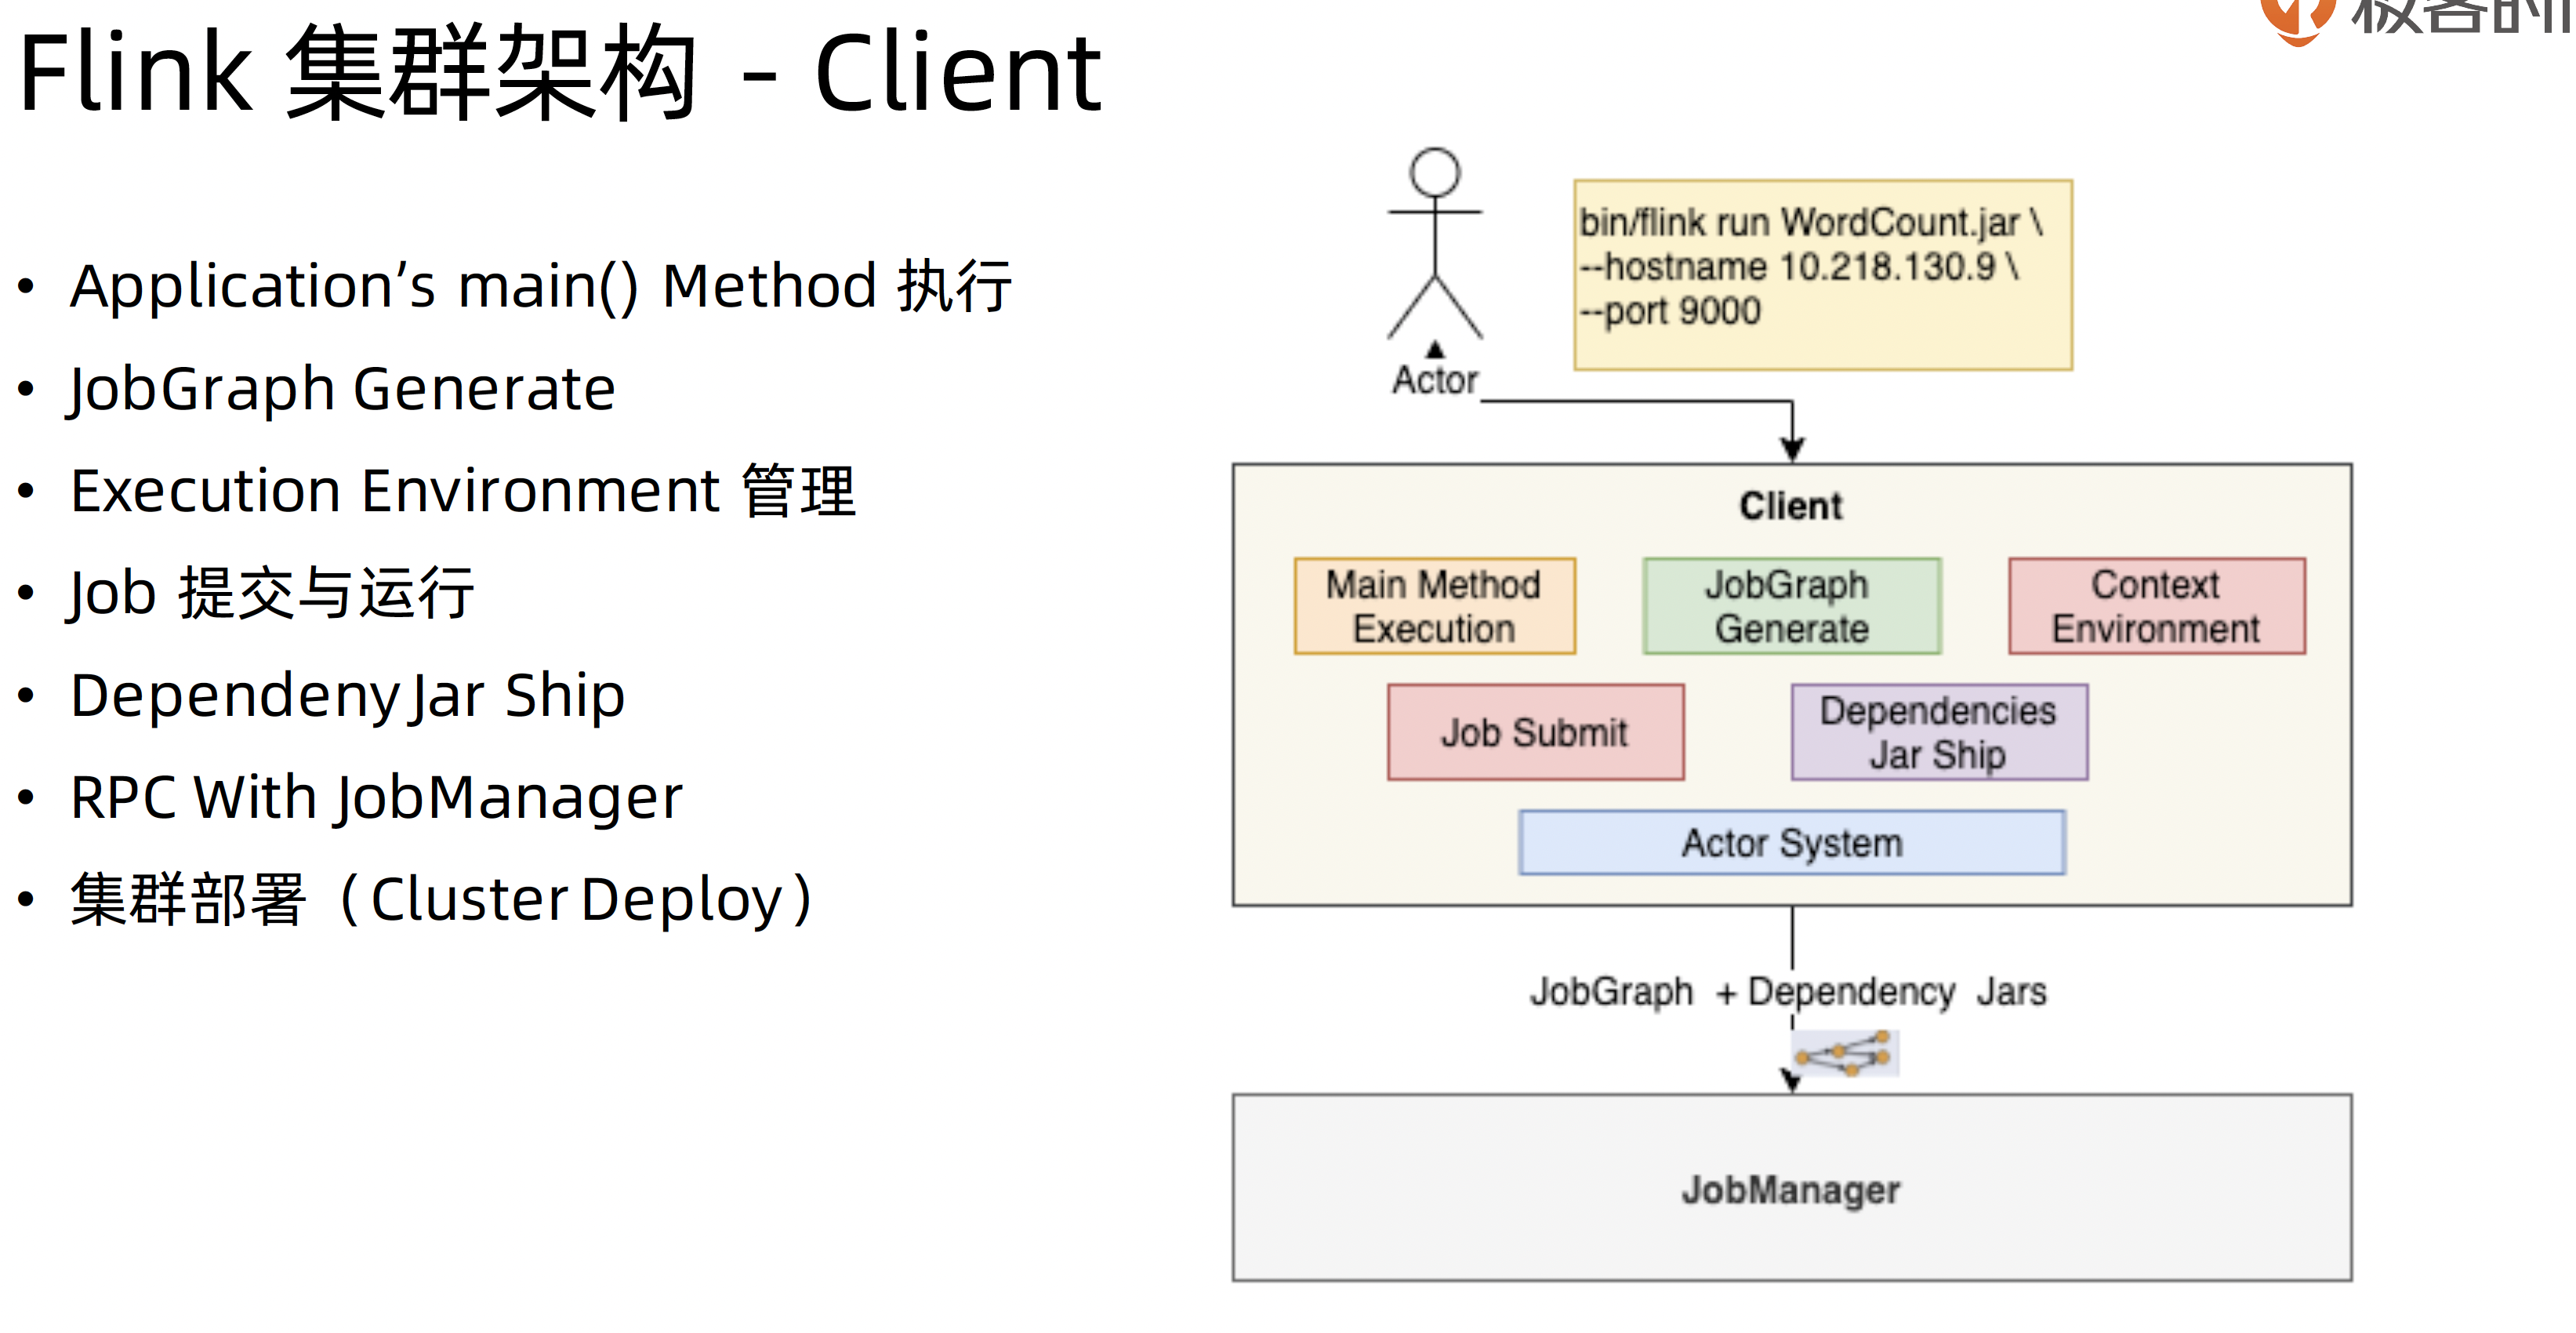 Flink 集群架构 - Client
• Application’s main() Method 执行
• JobGraph Generate
• Execution Environment 管理
• Job 提交与运行
• Dependeny Jar Ship
• RPC With JobManager
• 集群部署（Cluster Deploy）
bin/flink run WordCount.jar \
--hostname 10.218.130.9 \
--port 9000
Actor
Client
Main Method
Execution
JobGraph
Generate
Context
Environment
Job Submit
Dependencies
Jar Ship
Actor System
JobGraph + Dependency Jars
JobManager